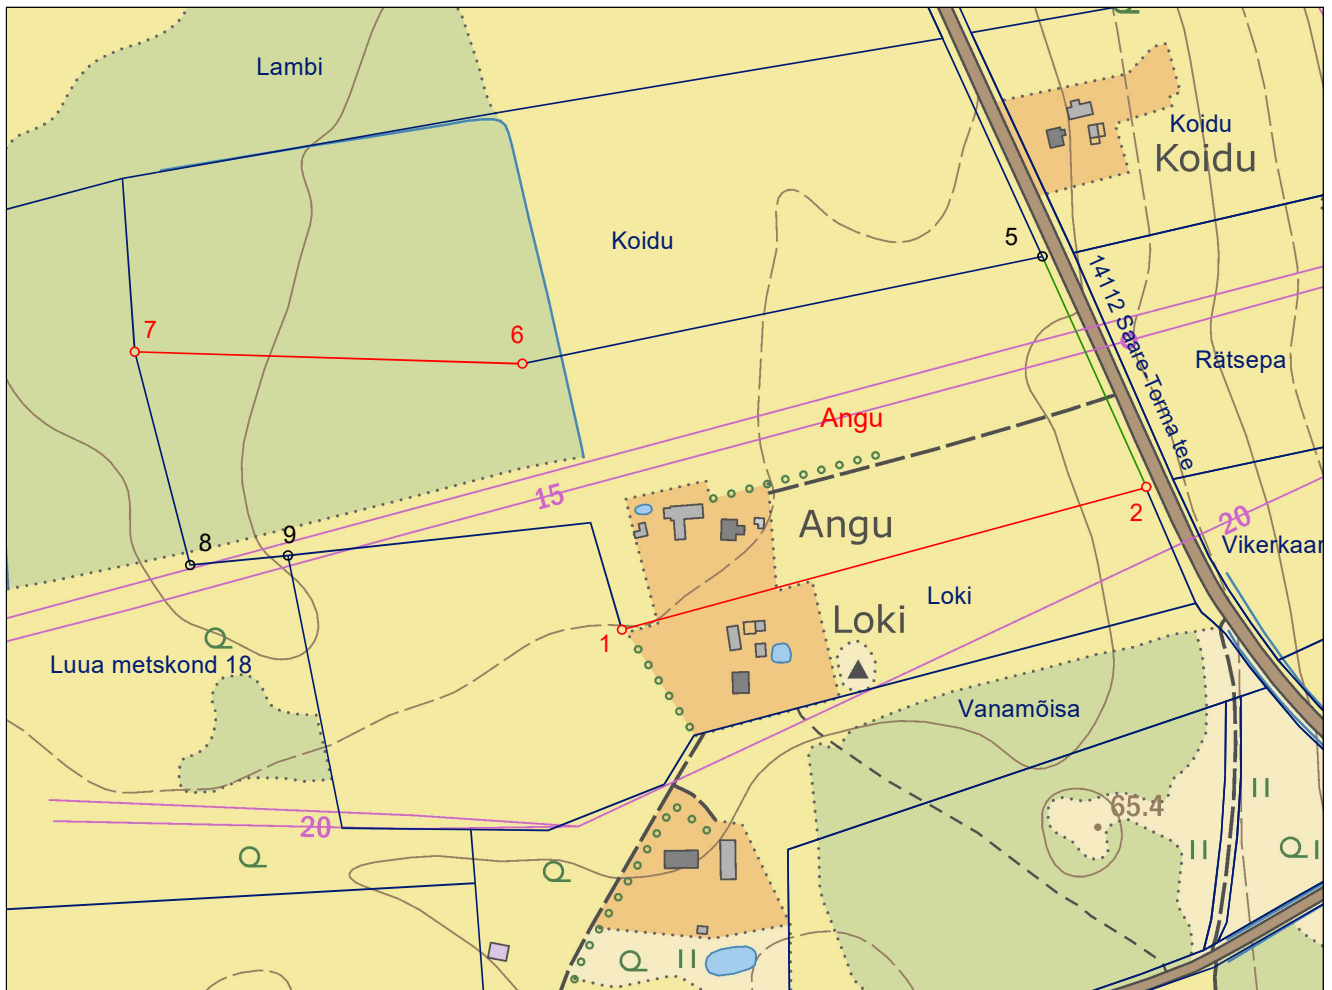 Lambi
Koidu
Koidu
Koidu
5
14112 Saare-Torma tee
7
6
Rätsepa
Angu
15
2
20
Angu
8
9
Vikerkaar
Loki
1
Loki
Luua metskond 18
Vanamõisa
65.4
20